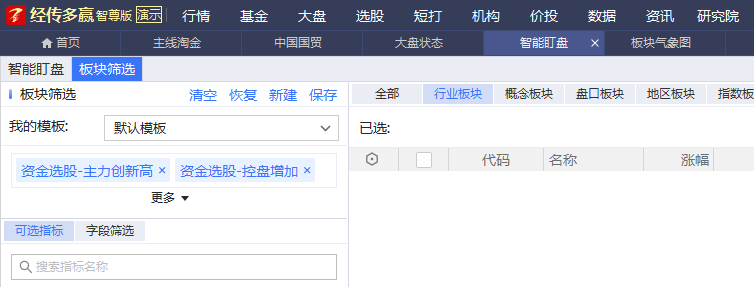 经传多赢 智尊版 演示 行情 基金 大盘 选股 短打 机构 价投 数据 资讯 研究院
首页 主线淘金 中国国贸 大盘状态 智能盯盘 × 板块气象图
智能盯盘 板块筛选
板块筛选 清空 恢复 新建 保存
全部 行业板块 概念板块 盘口板块 地区板块 指数板
我的模板: 默认模板
已选:
代码 名称 涨幅
资金选股-主力创新高 × 资金选股-控盘增加 ×
更多
可选指标 字段筛选
搜索指标名称